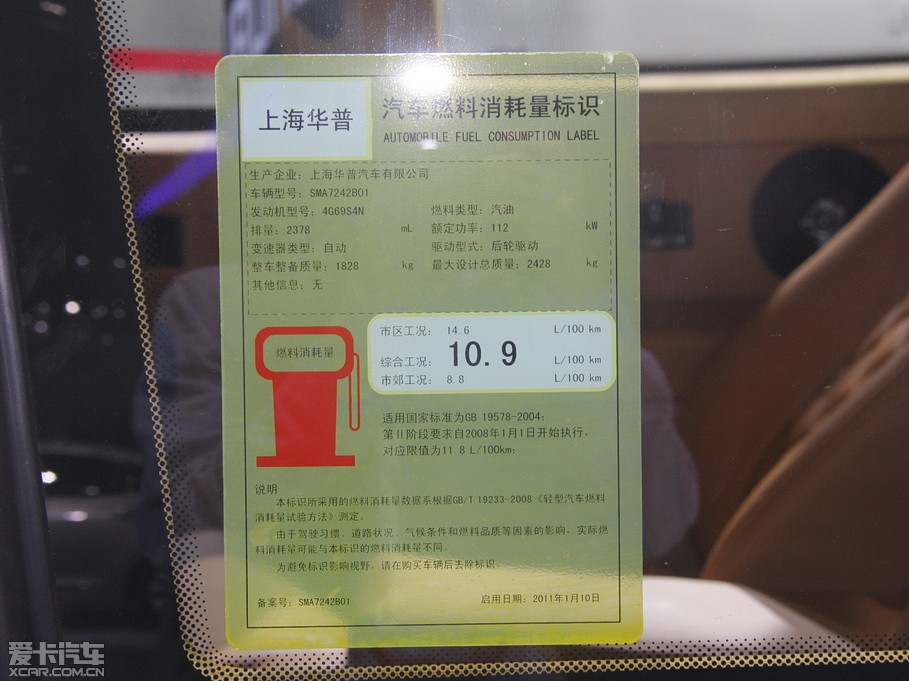 上海华普
汽车燃料消耗量标识
AUTOMOBILE FUEL CONSUMPTION LABEL
生产企业：上海华普汽车有限公司
车辆型号：SMA7242B01
发动机型号：4G69S4N 燃料类型：汽油
排量：2378 mL 额定功率：112 kW
变速器类型：自动 驱动型式：后轮驱动
整车整备质量：1828 kg 最大设计总质量：2428 kg
其他信息：无
燃料消耗量
市区工况： 14.6 L/100 km
综合工况： 10.9 L/100 km
市郊工况： 8.8 L/100 km
适用国家标准为GB 19578-2004；
第Ⅱ阶段要求自2008年1月1日开始执行，
对应限值为11.8 L/100km；
说明
本标识所采用的燃料消耗量数据系根据GB/T 19233-2008《轻型汽车燃料
消耗量试验方法》测定。
由于驾驶习惯、道路状况、气候条件和燃料品质等因素的影响，实际燃
料消耗量可能与本标识的燃料消耗量不同。
为避免标识影响视野，请在购买车辆后去除标识。
备案号：SMA7242B01 启用日期：2011年1月10日
爱卡汽车
XCAR.COM.CN